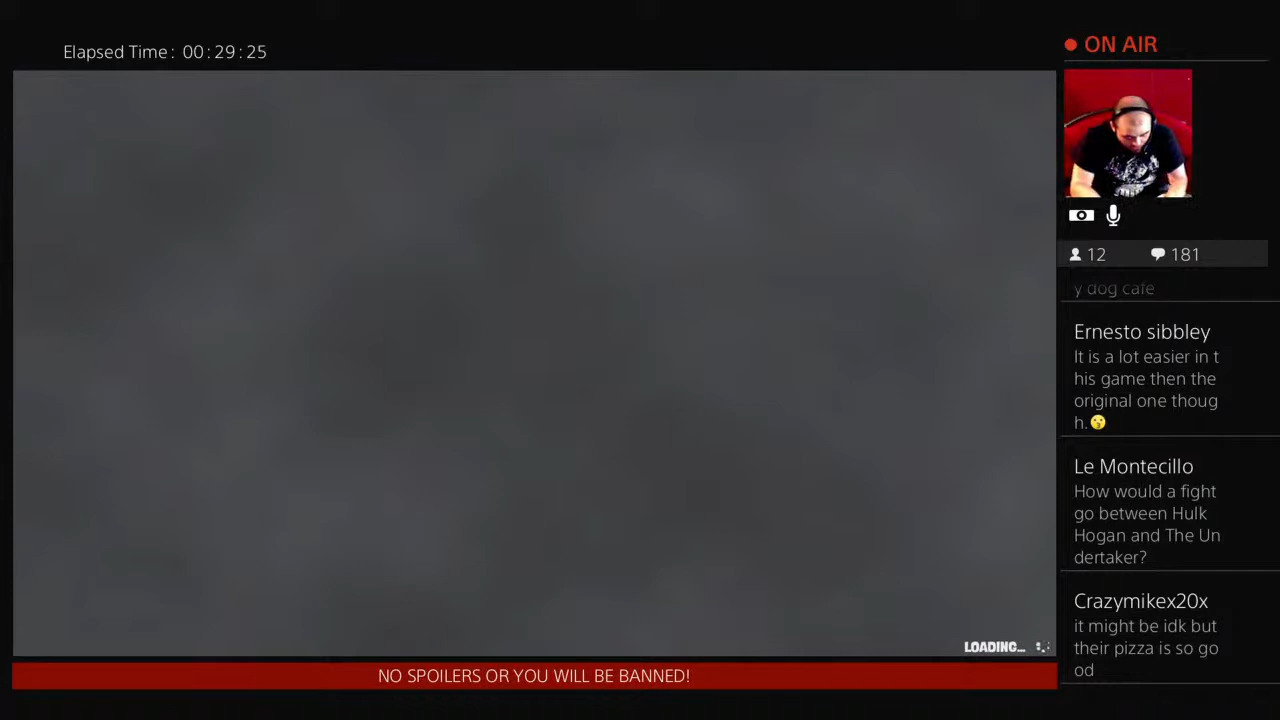 Elapsed Time: 00:29:25
ON AIR
12 181
y dog cafe
Ernesto sibbley
It is a lot easier in t
his game then the
original one thoug
h.😗
Le Montecillo
How would a fight
go between Hulk
Hogan and The Un
dertaker?
Crazymikex20x
it might be idk but
their pizza is so go
od
LOADING...
NO SPOILERS OR YOU WILL BE BANNED!